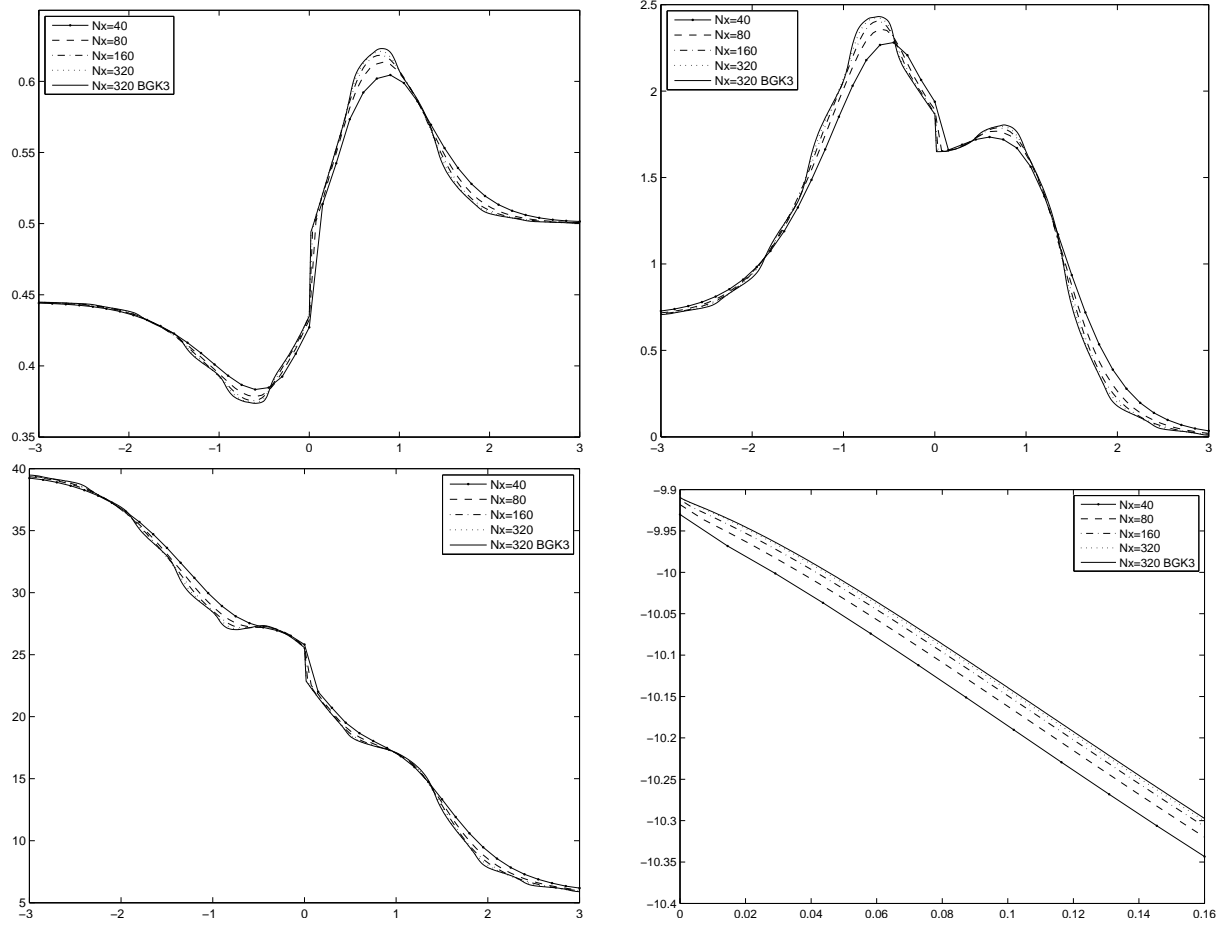 Nx=40
Nx=80
Nx=160
Nx=320
Nx=320 BGK3
0.6
0.55
0.5
0.45
0.4
0.35
−3 −2 −1 0 1 2 3
2.5
Nx=40
Nx=80
Nx=160
Nx=320
Nx=320 BGK3
2
1.5
1
0.5
0
−3 −2 −1 0 1 2 3
40
Nx=40
Nx=80
Nx=160
Nx=320
Nx=320 BGK3
35
30
25
20
15
10
5
−3 −2 −1 0 1 2 3
−9.9
Nx=40
Nx=80
Nx=160
Nx=320
Nx=320 BGK3
−9.95
−10
−10.05
−10.1
−10.15
−10.2
−10.25
−10.3
−10.35
−10.4
0 0.02 0.04 0.06 0.08 0.1 0.12 0.14 0.16